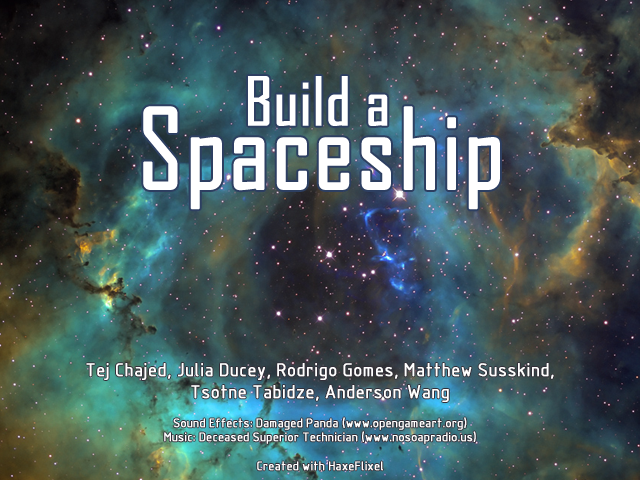 Build a
Spaceship
Tej Chajed, Julia Ducey, Rodrigo Gomes, Matthew Susskind,
Tsotne Tabidze, Anderson Wang
Sound Effects: Damaged Panda (www.opengameart.org)
Music: Deceased Superior Technician (www.nosoapradio.us)
Created with HaxeFlixel